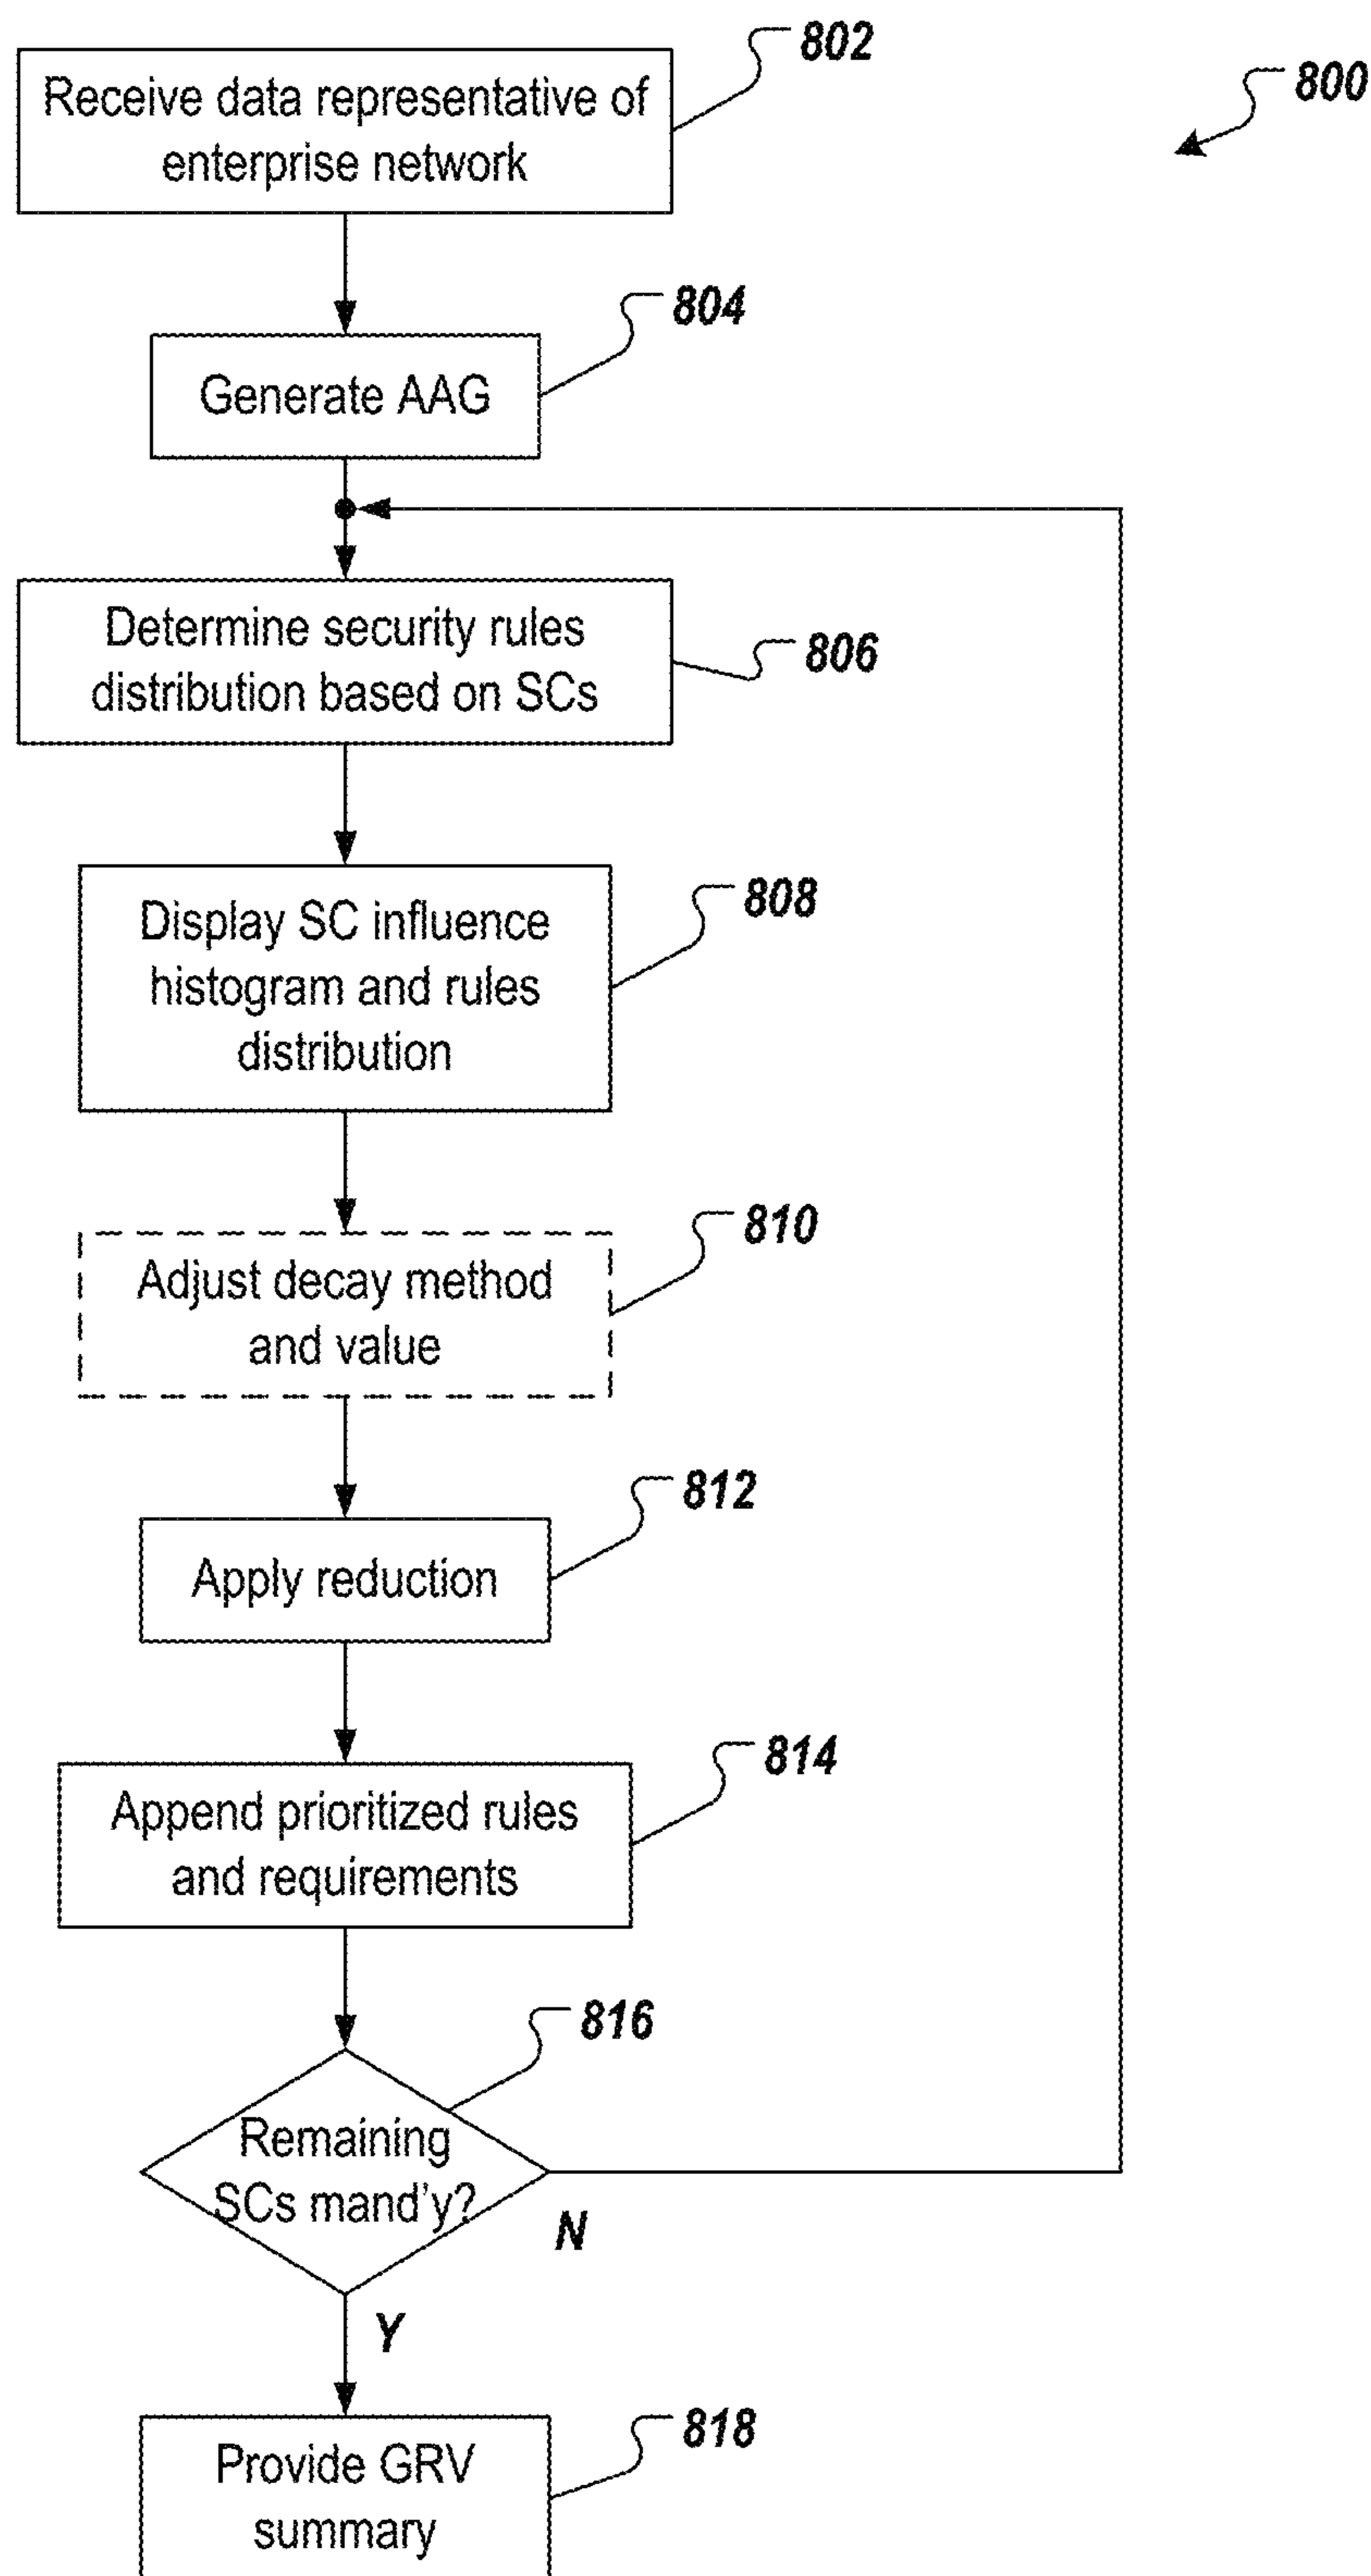 802
800
Receive data representative of
enterprise network
804
Generate AAG
Determine security rules
distribution based on SCs
806
808
Display SC influence
histogram and rules
distribution
810
Adjust decay method
and value
812
Apply reduction
814
Append prioritized rules
and requirements
816
Remaining
SCs mand'y?
N
Y
818
Provide GRV
summary